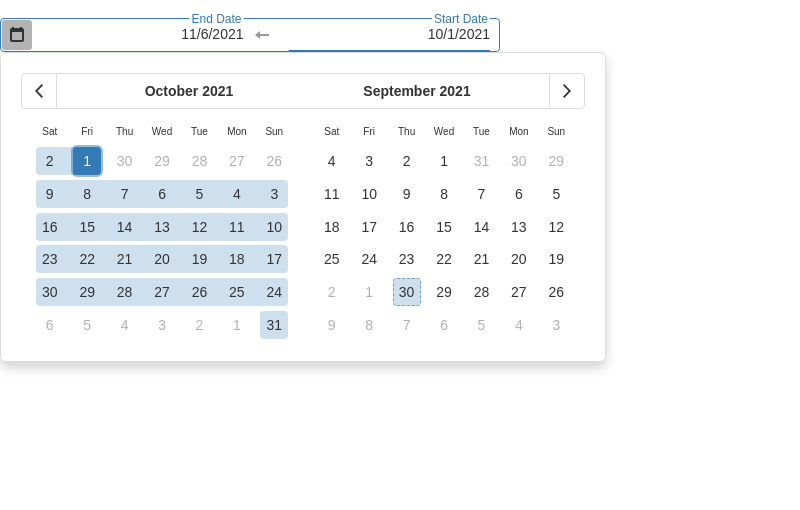 End Date Start Date
11/6/2021 10/1/2021
October 2021 September 2021
Sat Fri Thu Wed Tue Mon Sun Sat Fri Thu Wed Tue Mon Sun
2 1 30 29 28 27 26 4 3 2 1 31 30 29
9 8 7 6 5 4 3 11 10 9 8 7 6 5
16 15 14 13 12 11 10 18 17 16 15 14 13 12
23 22 21 20 19 18 17 25 24 23 22 21 20 19
30 29 28 27 26 25 24 2 1 30 29 28 27 26
6 5 4 3 2 1 31 9 8 7 6 5 4 3